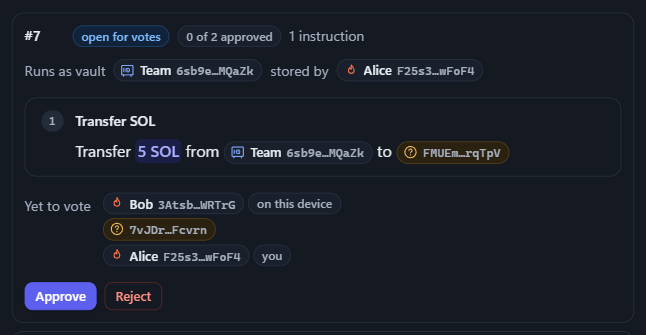 #7 open for votes 0 of 2 approved 1 instruction
Runs as vault Team 6sb9e…MQaZk stored by Alice F25s3…wFoF4
1 Transfer SOL
Transfer 5 SOL from Team 6sb9e…MQaZk to FMUEm…rqTpV
Yet to vote Bob 3Atsb…WRTrG on this device
7vJDr…Fcvrn
Alice F25s3…wFoF4 you
Approve Reject